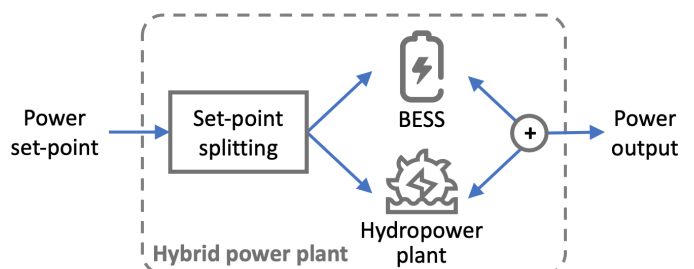 Power
set-point
Set-point
splitting
BESS
+
Hydropower
plant
Power
output
Hybrid power plant